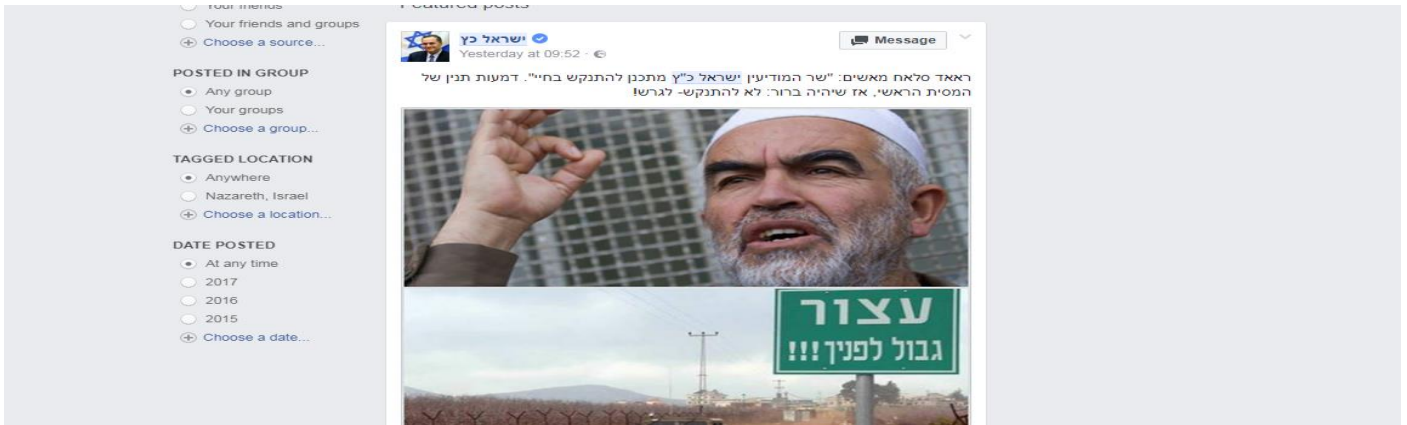 Your friends
Your friends and groups
Choose a source...
POSTED IN GROUP
Any group
Your groups
Choose a group...
TAGGED LOCATION
Anywhere
Nazareth, Israel
Choose a location...
DATE POSTED
At any time
2017
2016
2015
Choose a date...
Featured posts
ישראל כץ
Message
Yesterday at 09:52
ראאד סלאח מאשים: "שר המודיעין ישראל כ"ץ מתכנן להתנקש בחיי". דמעות תנין של
המסית הראשי, אז שיהיה ברור: לא להתנקש- לגרש!
עצור
גבול לפניך!!!